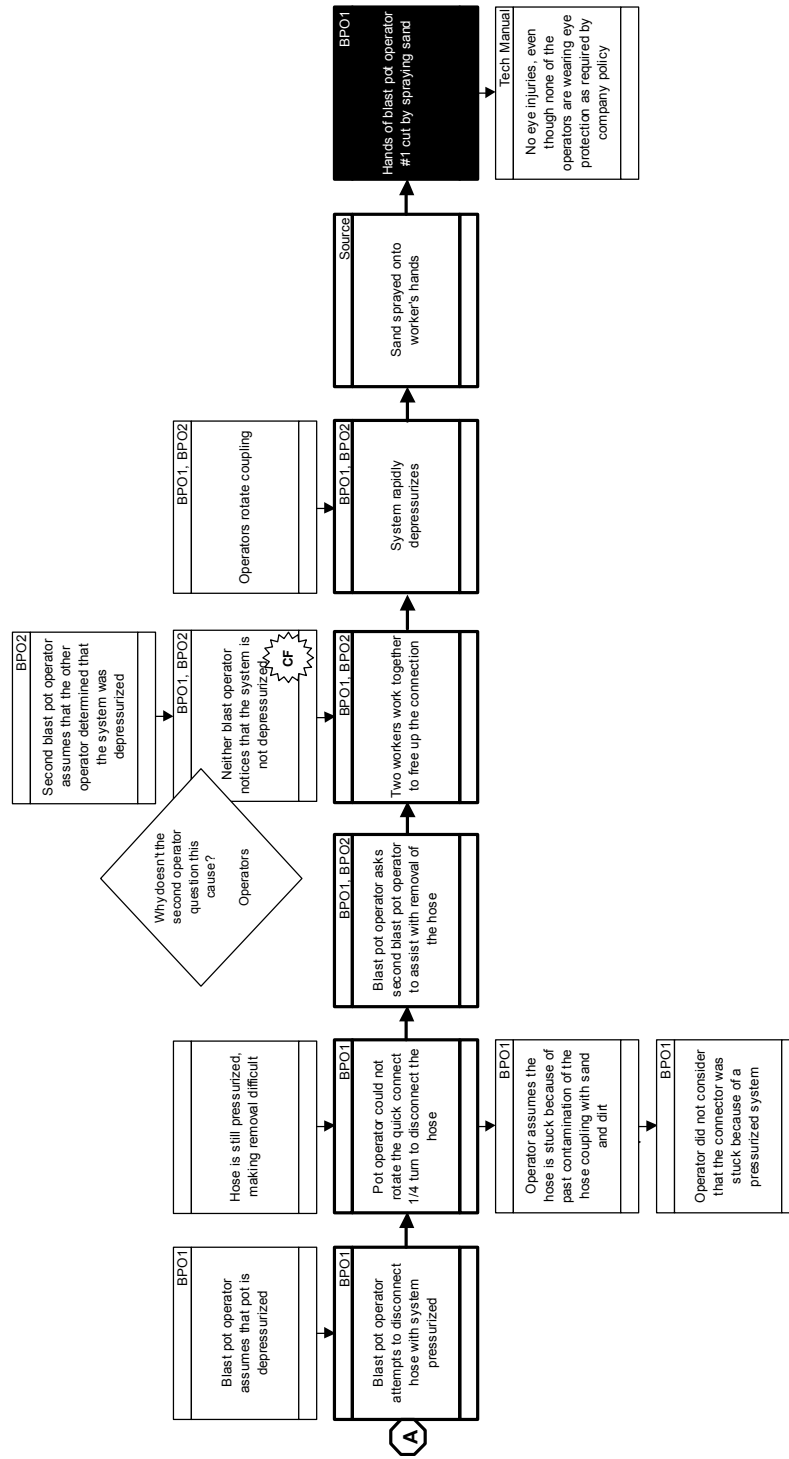 A
BPO1
Blast pot operator
assumes that pot is
depressurized
BPO1
Blast pot operator
attempts to disconnect
hose with system
pressurized
Hose is still pressurized,
making removal difficult
BPO1
Pot operator could not
rotate the quick connect
1/4 turn to disconnect the
hose
BPO1
Operator assumes the
hose is stuck because of
past contamination of the
hose coupling with sand
and dirt
BPO1
Operator did not consider
that the connector was
stuck because of a
pressurized system
BPO1, BPO2
Blast pot operator asks
second blast pot operator
to assist with removal of
the hose
Why doesn't the
second operator
question this
cause?
Operators
BPO2
Second blast pot operator
assumes that the other
operator determined that
the system was
depressurized
BPO1, BPO2
Neither blast operator
notices that the system is
not depressurized
CF
BPO1, BPO2
Two workers work together
to free up the connection
BPO1, BPO2
Operators rotate coupling
BPO1, BPO2
System rapidly
depressurizes
Source
Sand sprayed onto
worker's hands
BPO1
Hands of blast pot operator
#1 cut by spraying sand
Tech Manual
No eye injuries, even
though none of the
operators are wearing eye
protection as required by
company policy